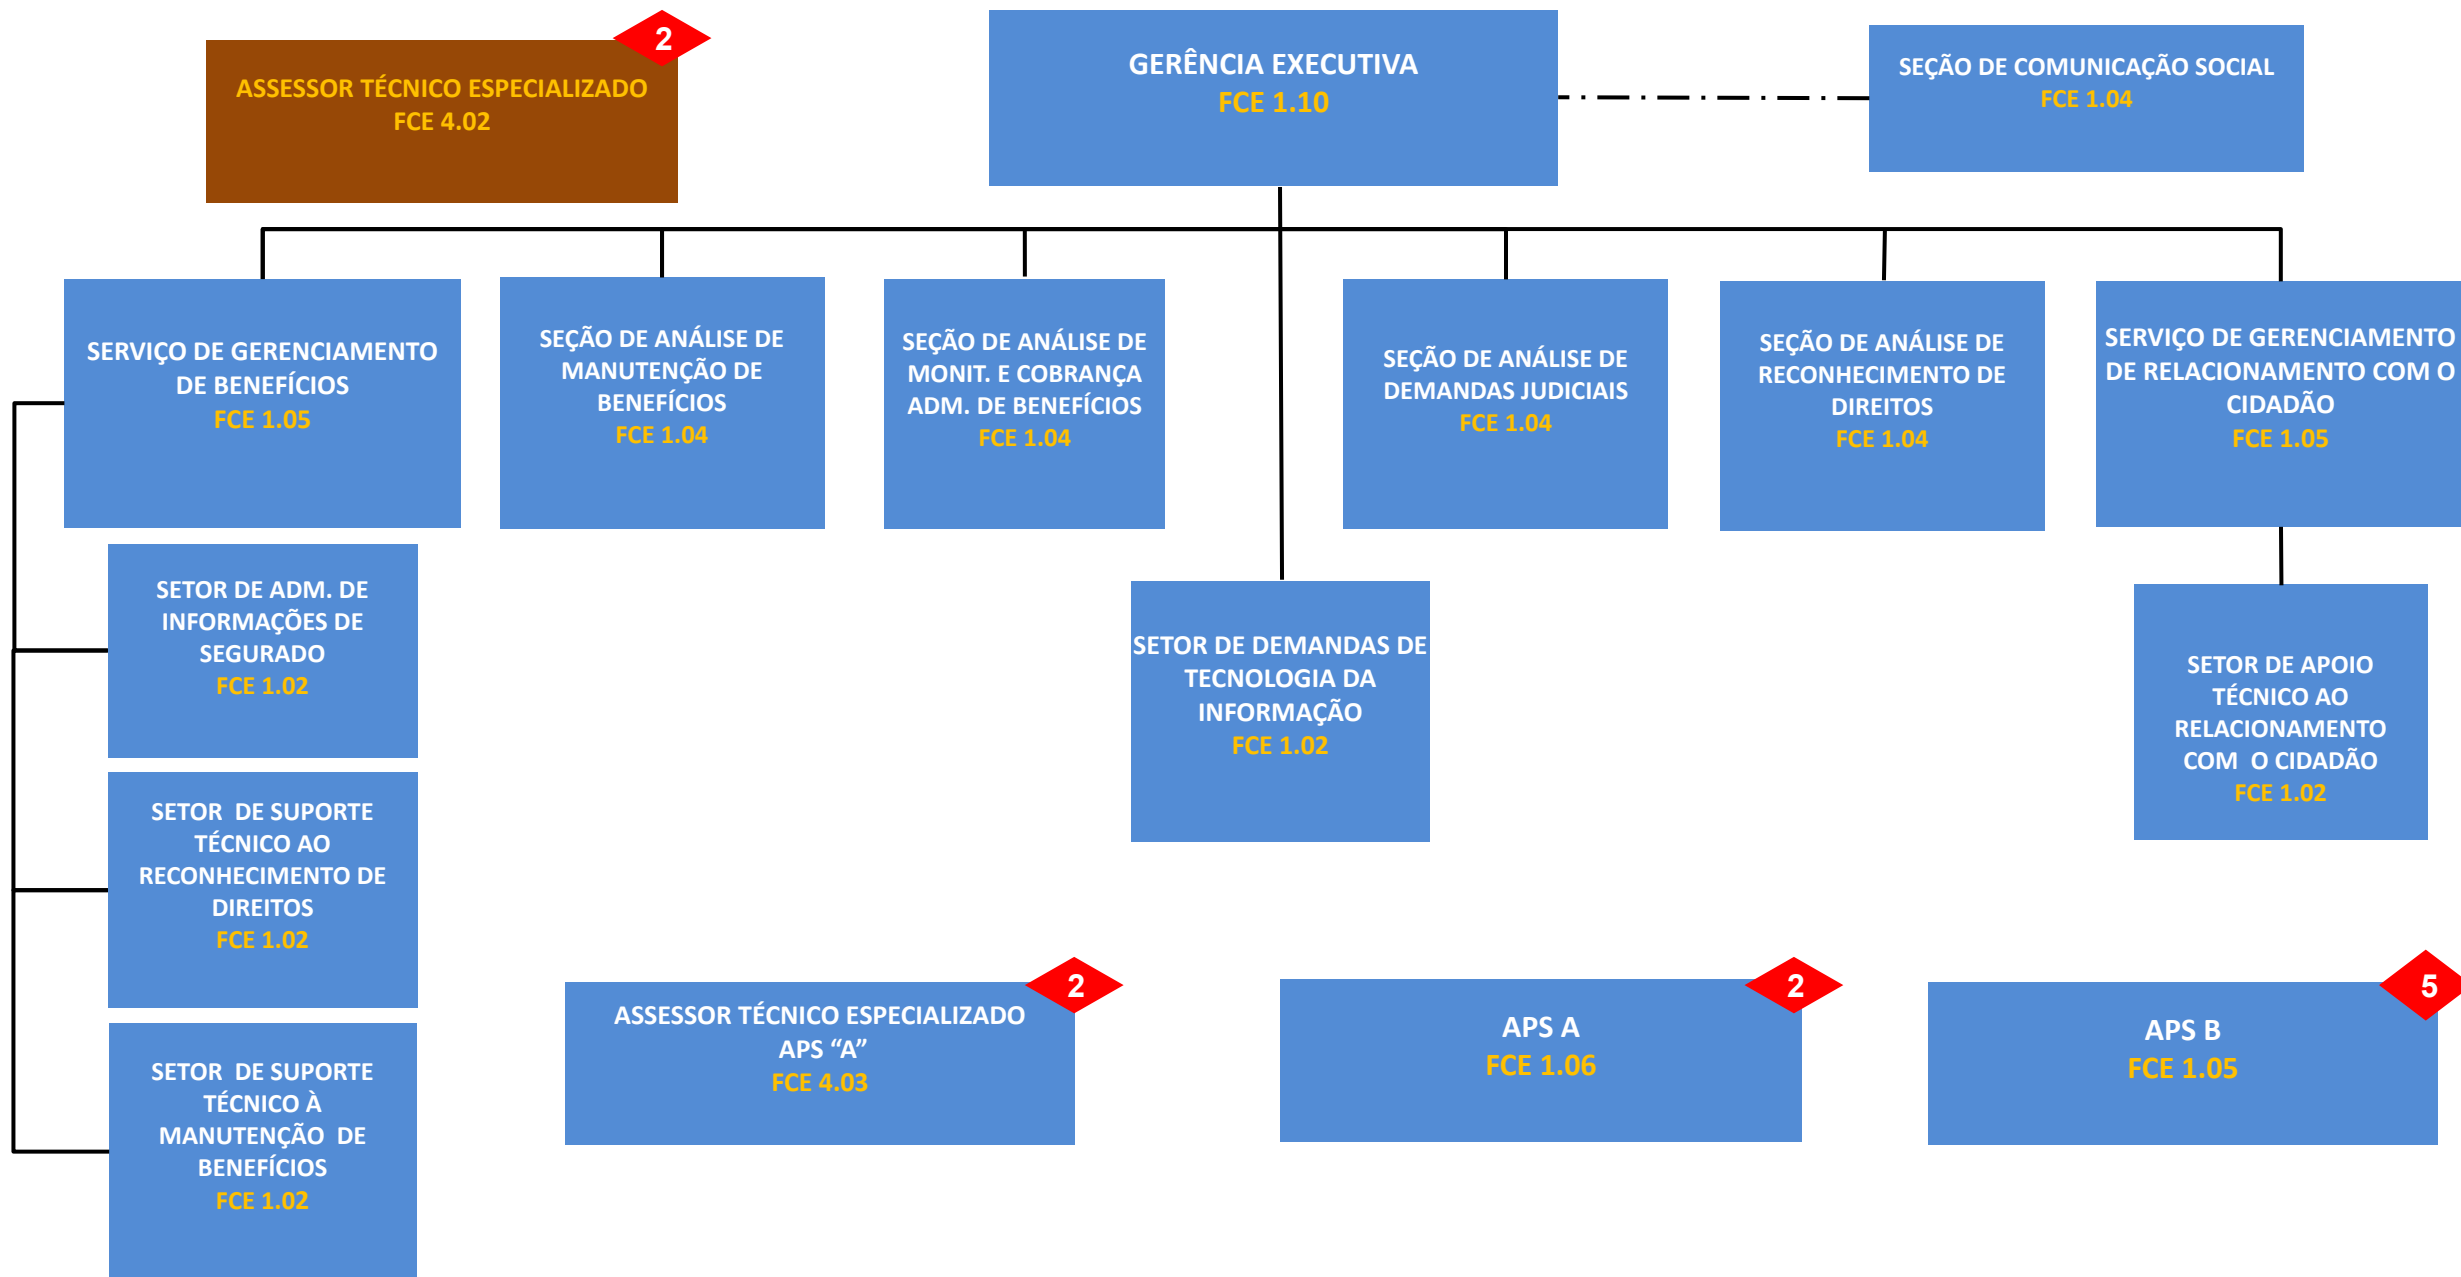 2
ASSESSOR TÉCNICO ESPECIALIZADO
FCE 4.02
GERÊNCIA EXECUTIVA
FCE 1.10
SEÇÃO DE COMUNICAÇÃO SOCIAL
FCE 1.04
SERVIÇO DE GERENCIAMENTO
DE BENEFÍCIOS
FCE 1.05
SEÇÃO DE ANÁLISE DE
MANUTENÇÃO DE
BENEFÍCIOS
FCE 1.04
SEÇÃO DE ANÁLISE DE
MONIT. E COBRANÇA
ADM. DE BENEFÍCIOS
FCE 1.04
SEÇÃO DE ANÁLISE DE
DEMANDAS JUDICIAIS
FCE 1.04
SEÇÃO DE ANÁLISE DE
RECONHECIMENTO DE
DIREITOS
FCE 1.04
SERVIÇO DE GERENCIAMENTO
DE RELACIONAMENTO COM O
CIDADÃO
FCE 1.05
SETOR DE ADM. DE
INFORMAÇÕES DE
SEGURADO
FCE 1.02
SETOR DE DEMANDAS DE
TECNOLOGIA DA
INFORMAÇÃO
FCE 1.02
SETOR DE APOIO
TÉCNICO AO
RELACIONAMENTO
COM O CIDADÃO
FCE 1.02
SETOR DE SUPORTE
TÉCNICO AO
RECONHECIMENTO DE
DIREITOS
FCE 1.02
2
ASSESSOR TÉCNICO ESPECIALIZADO
APS “A”
FCE 4.03
2
APS A
FCE 1.06
5
APS B
FCE 1.05
SETOR DE SUPORTE
TÉCNICO À
MANUTENÇÃO DE
BENEFÍCIOS
FCE 1.02